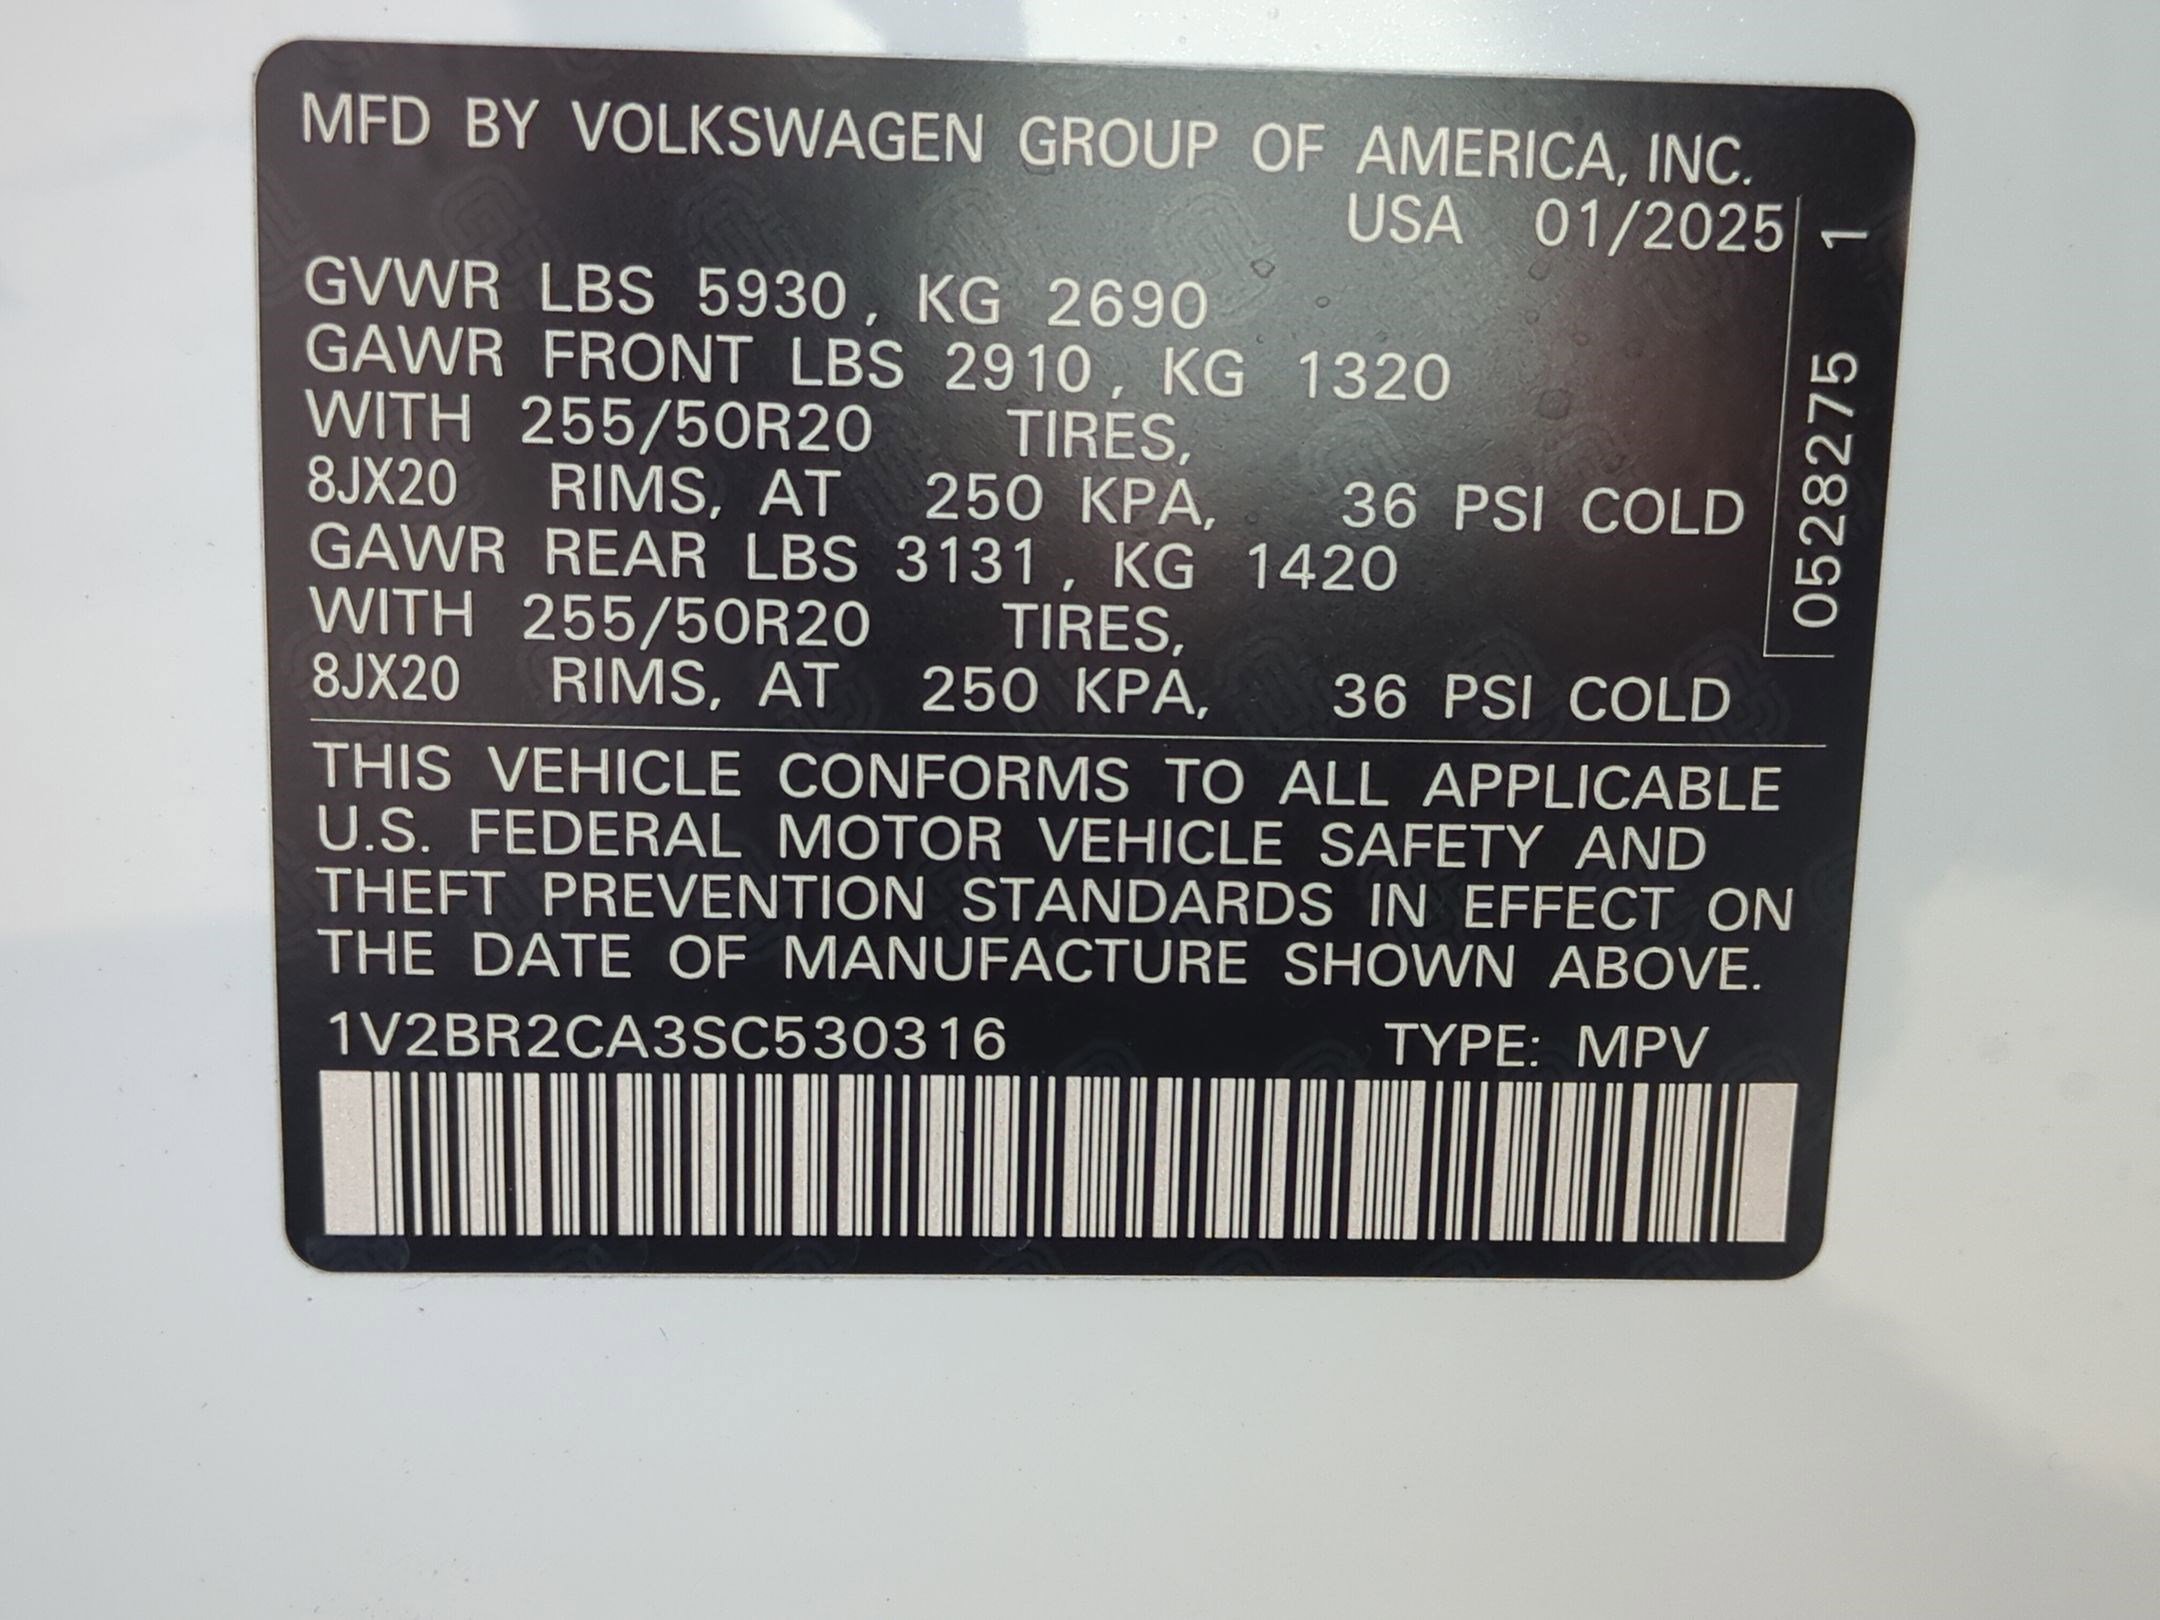 MFD BY VOLKSWAGEN GROUP OF AMERICA, INC.
USA 01/2025
GVWR LBS 5930, KG 2690
GAWR FRONT LBS 2910, KG 1320
WITH 255/50R20 TIRES,
8JX20 RIMS, AT 250 KPA, 36 PSI COLD
GAWR REAR LBS 3131, KG 1420
WITH 255/50R20 TIRES,
8JX20 RIMS, AT 250 KPA, 36 PSI COLD
0528275 1
THIS VEHICLE CONFORMS TO ALL APPLICABLE
U.S. FEDERAL MOTOR VEHICLE SAFETY AND
THEFT PREVENTION STANDARDS IN EFFECT ON
THE DATE OF MANUFACTURE SHOWN ABOVE.
1V2BR2CA3SC530316 TYPE: MPV